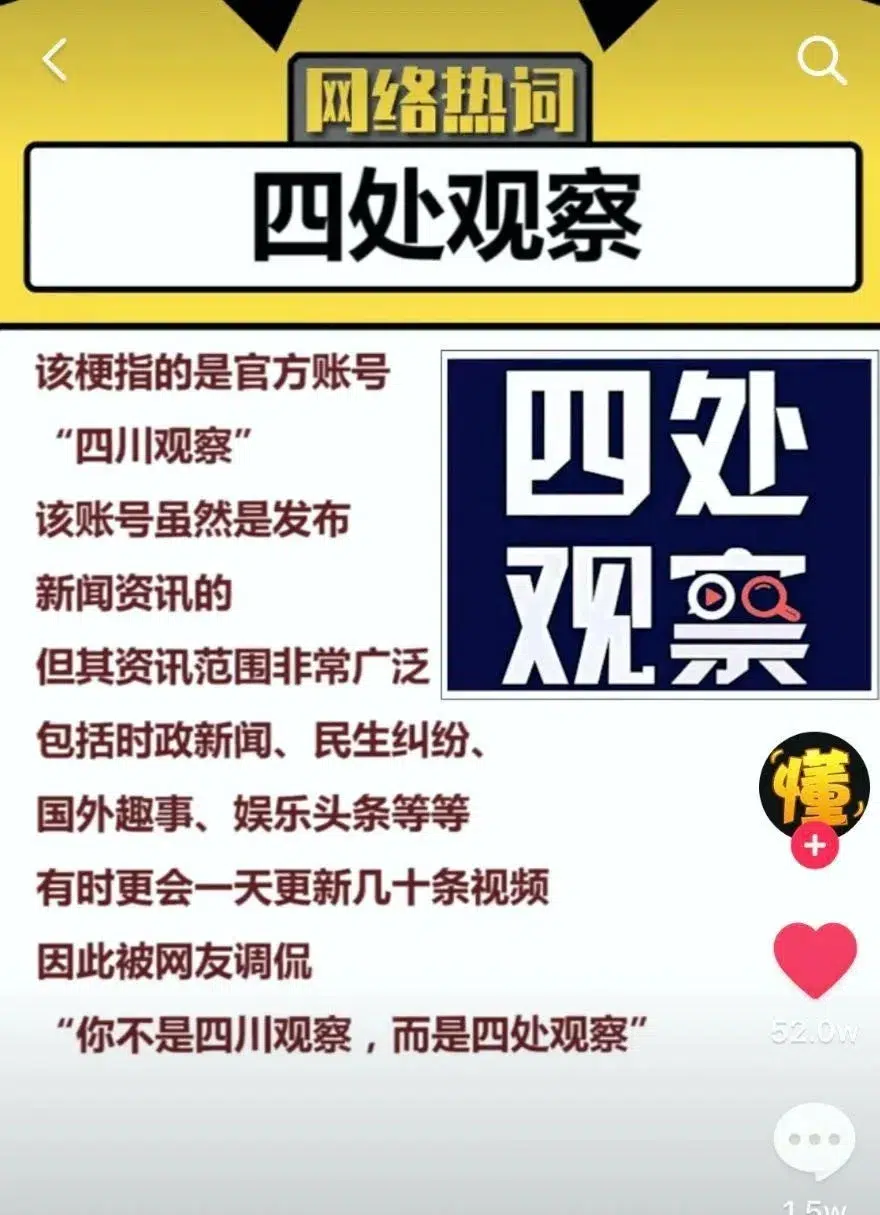 网络热词
四处观察
该梗指的是官方账号
“四川观察”
该账号虽然是发布
新闻资讯的
但其资讯范围非常广泛
包括时政新闻、民生纠纷、
国外趣事、娱乐头条等等
有时更会一天更新几十条视频
因此被网友调侃
“你不是四川观察，而是四处观察”
四处
观察
懂
52.0w
1.5w